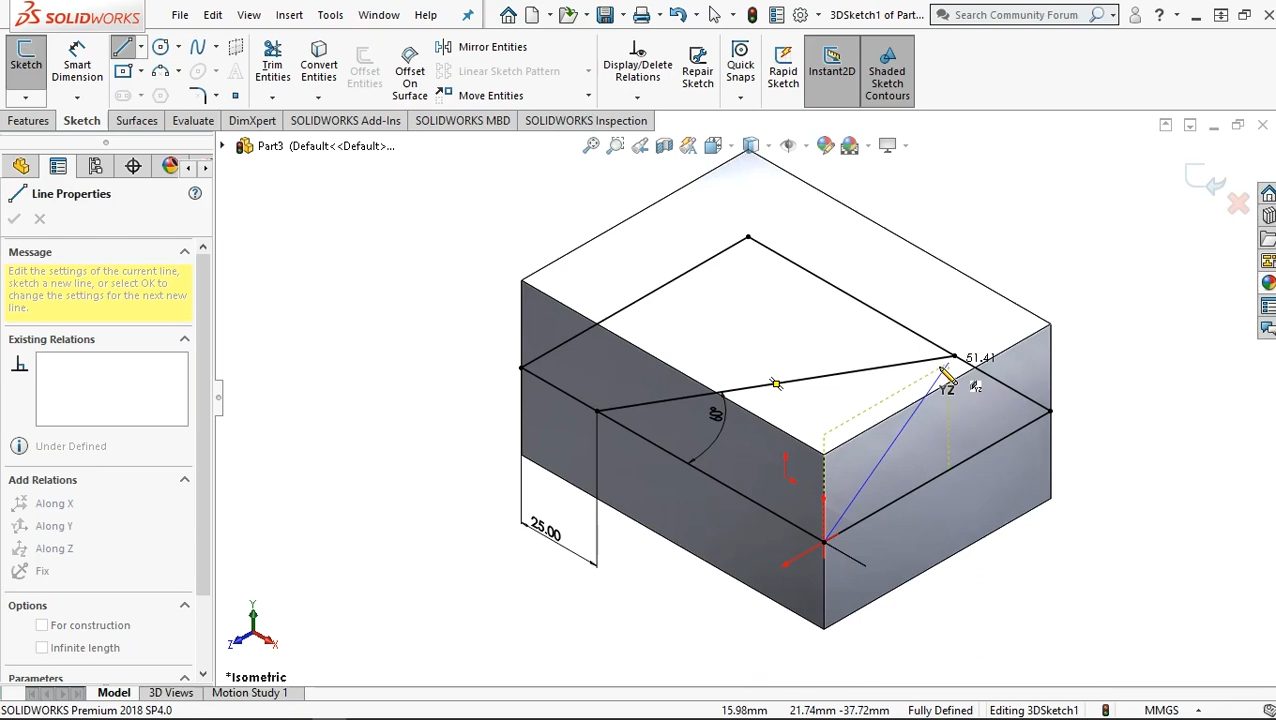 SOLIDWORKS File Edit View Insert Tools Window Help 3DSketch1 of Part... Search Community Forum ?
Sketch Smart Dimension Trim Entities Convert Entities Offset Entities Offset On Surface Mirror Entities Linear Sketch Pattern Move Entities Display/Delete Relations Repair Sketch Quick Snaps Rapid Sketch Instant2D Shaded Sketch Contours
Features Sketch Surfaces Evaluate DimXpert SOLIDWORKS Add-Ins SOLIDWORKS MBD SOLIDWORKS Inspection
Part3 (Default<<Default>...
Line Properties
Message
Edit the settings of the current line,
sketch a new line, or select OK to
change the settings for the next new
line.
Existing Relations
Under Defined
Add Relations
Along X
Along Y
Along Z
Fix
Options
For construction
Infinite length
Parameters
51.41
YZ
60°
25.00
Y
Z X
*Isometric
Model 3D Views Motion Study 1
SOLIDWORKS Premium 2018 SP4.0 15.98mm 21.74mm -37.72mm Fully Defined Editing 3DSketch1 MMGS